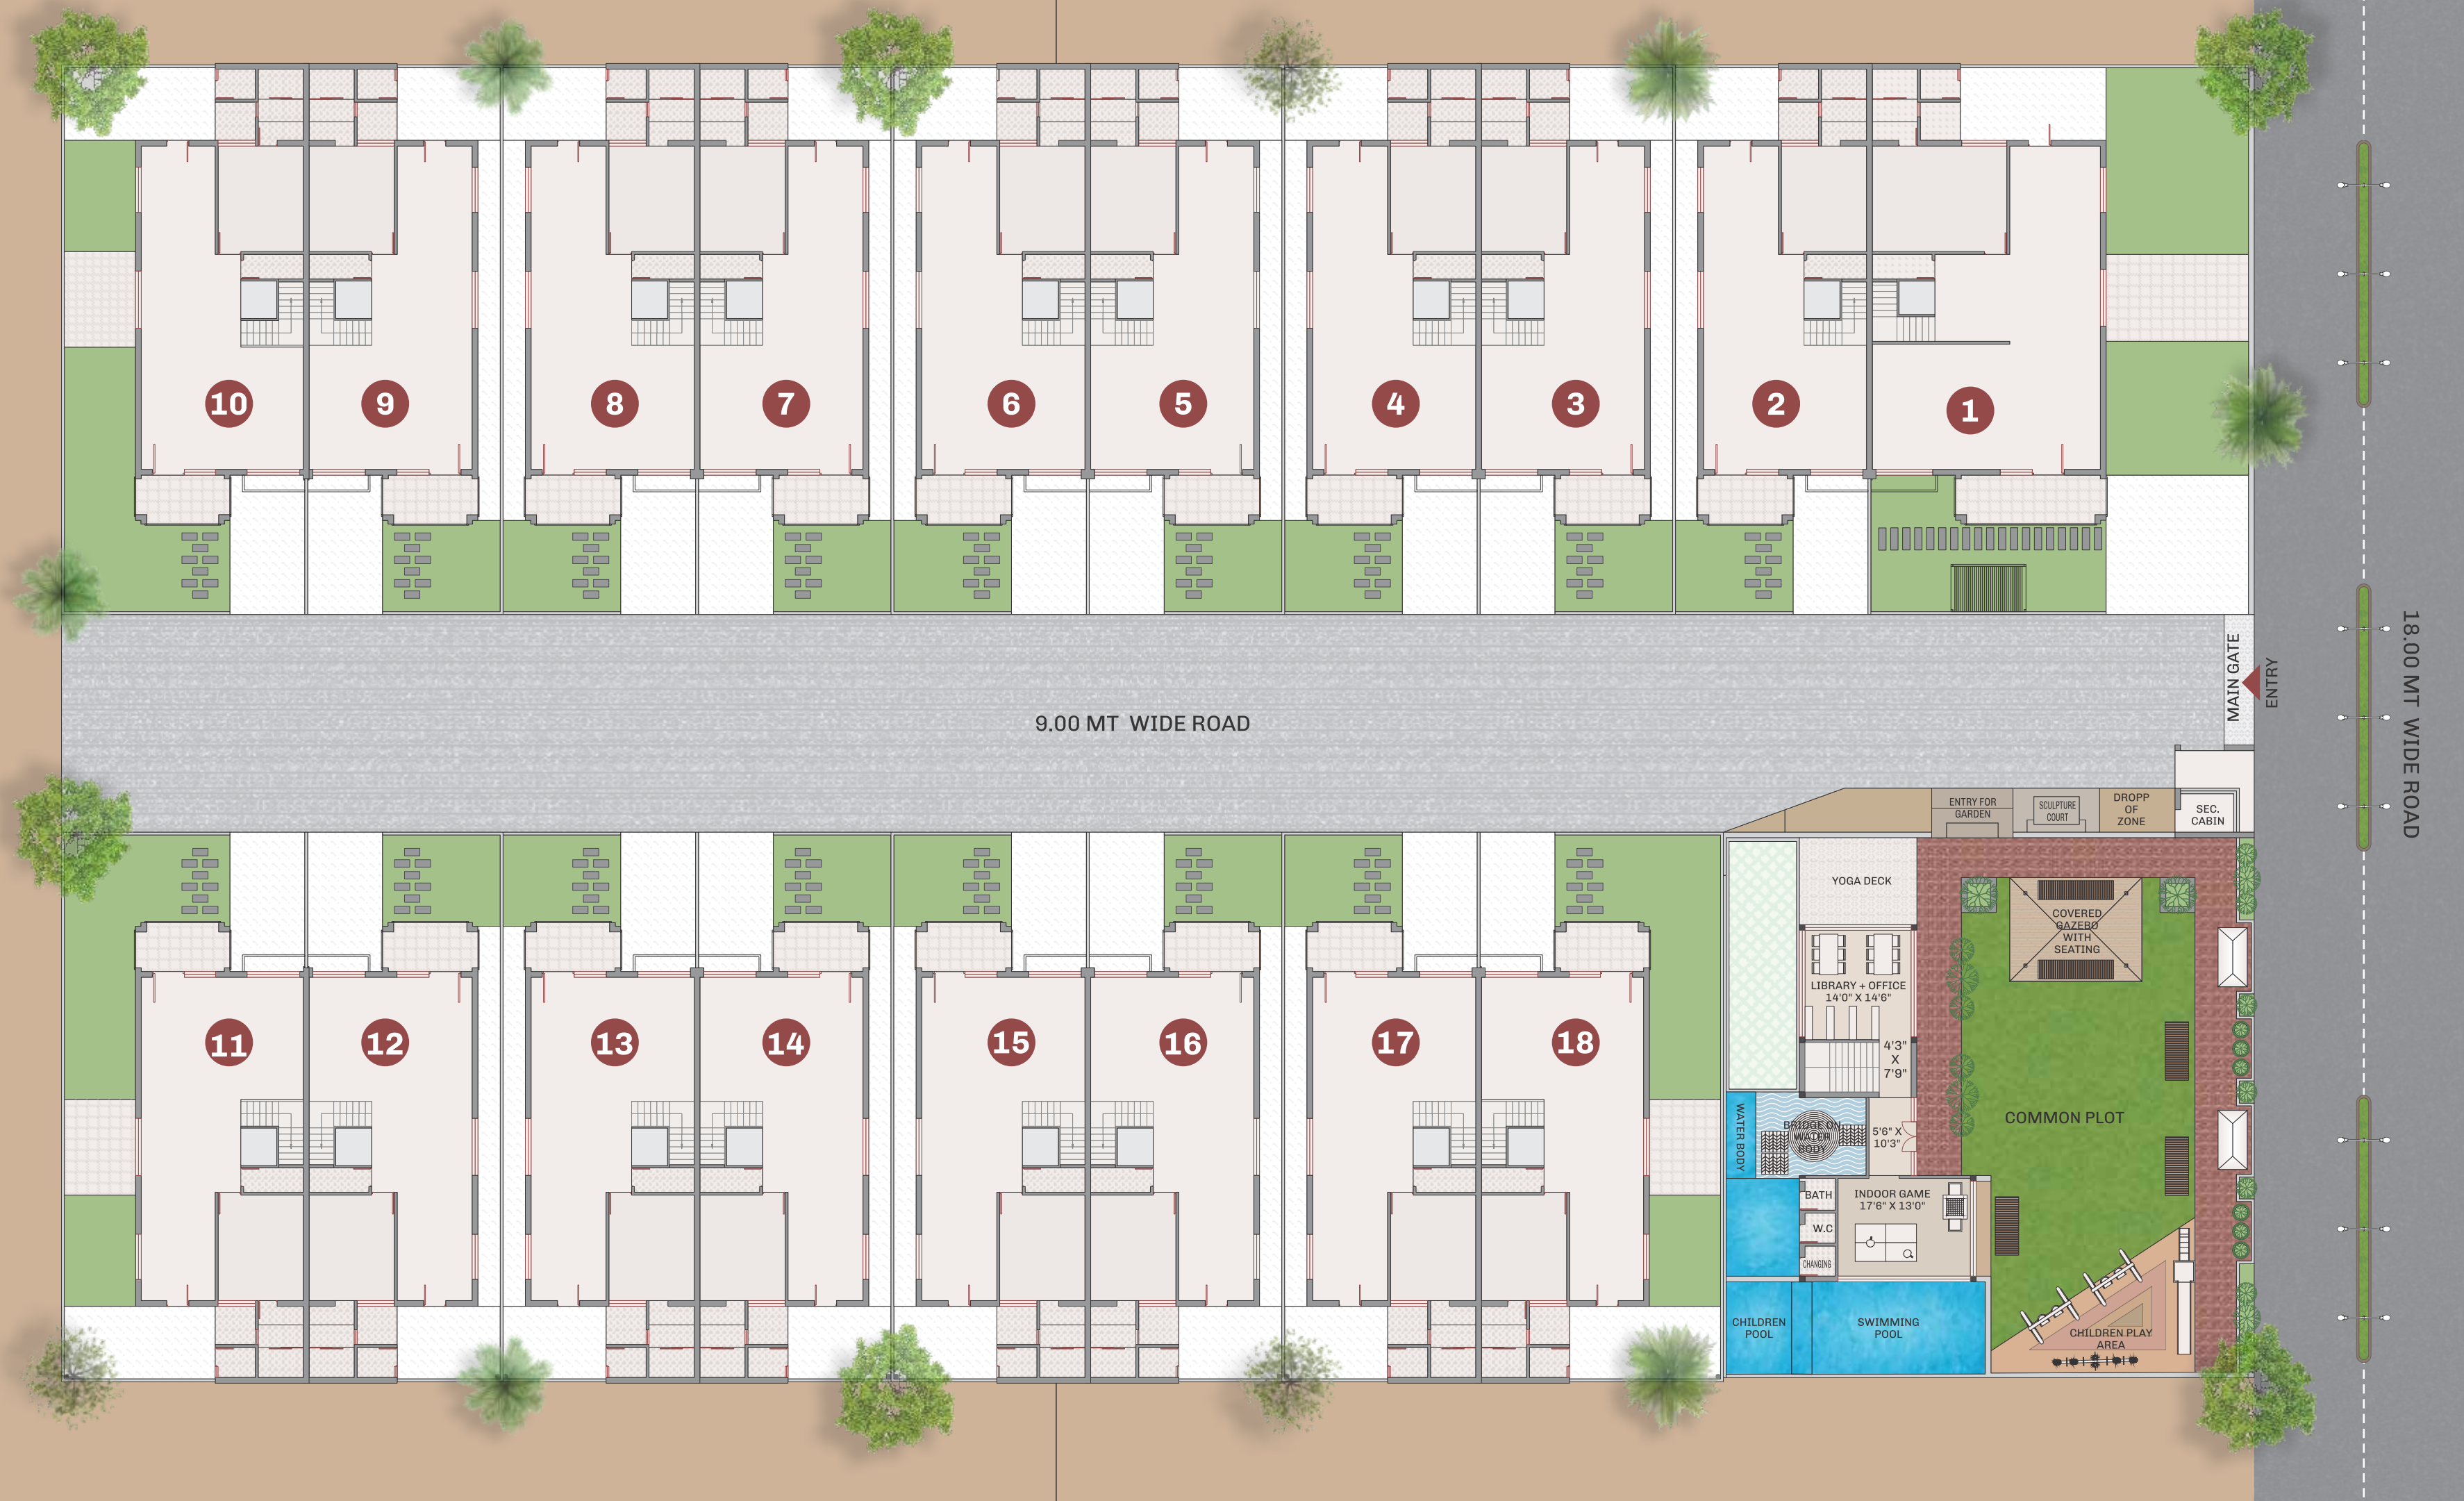 10
9
8
7
6
5
4
3
2
1
9.00 MT WIDE ROAD
MAIN GATE
ENTRY
18.00 MT WIDE ROAD
ENTRY FOR
GARDEN
SCULPTURE
COURT
DROPP
OF
ZONE
SEC.
CABIN
11
12
13
14
15
16
17
18
YOGA DECK
COVERED
GAZEBO
WITH
SEATING
LIBRARY + OFFICE
14'0" X 14'6"
4'3"
X
7'9"
COMMON PLOT
WATER BODY
BRIDGE ON
WATER
BODY
5'6" X
10'3"
BATH
W.C
CHANGING
INDOOR GAME
17'6" X 13'0"
CHILDREN
POOL
SWIMMING
POOL
CHILDREN PLAY
AREA